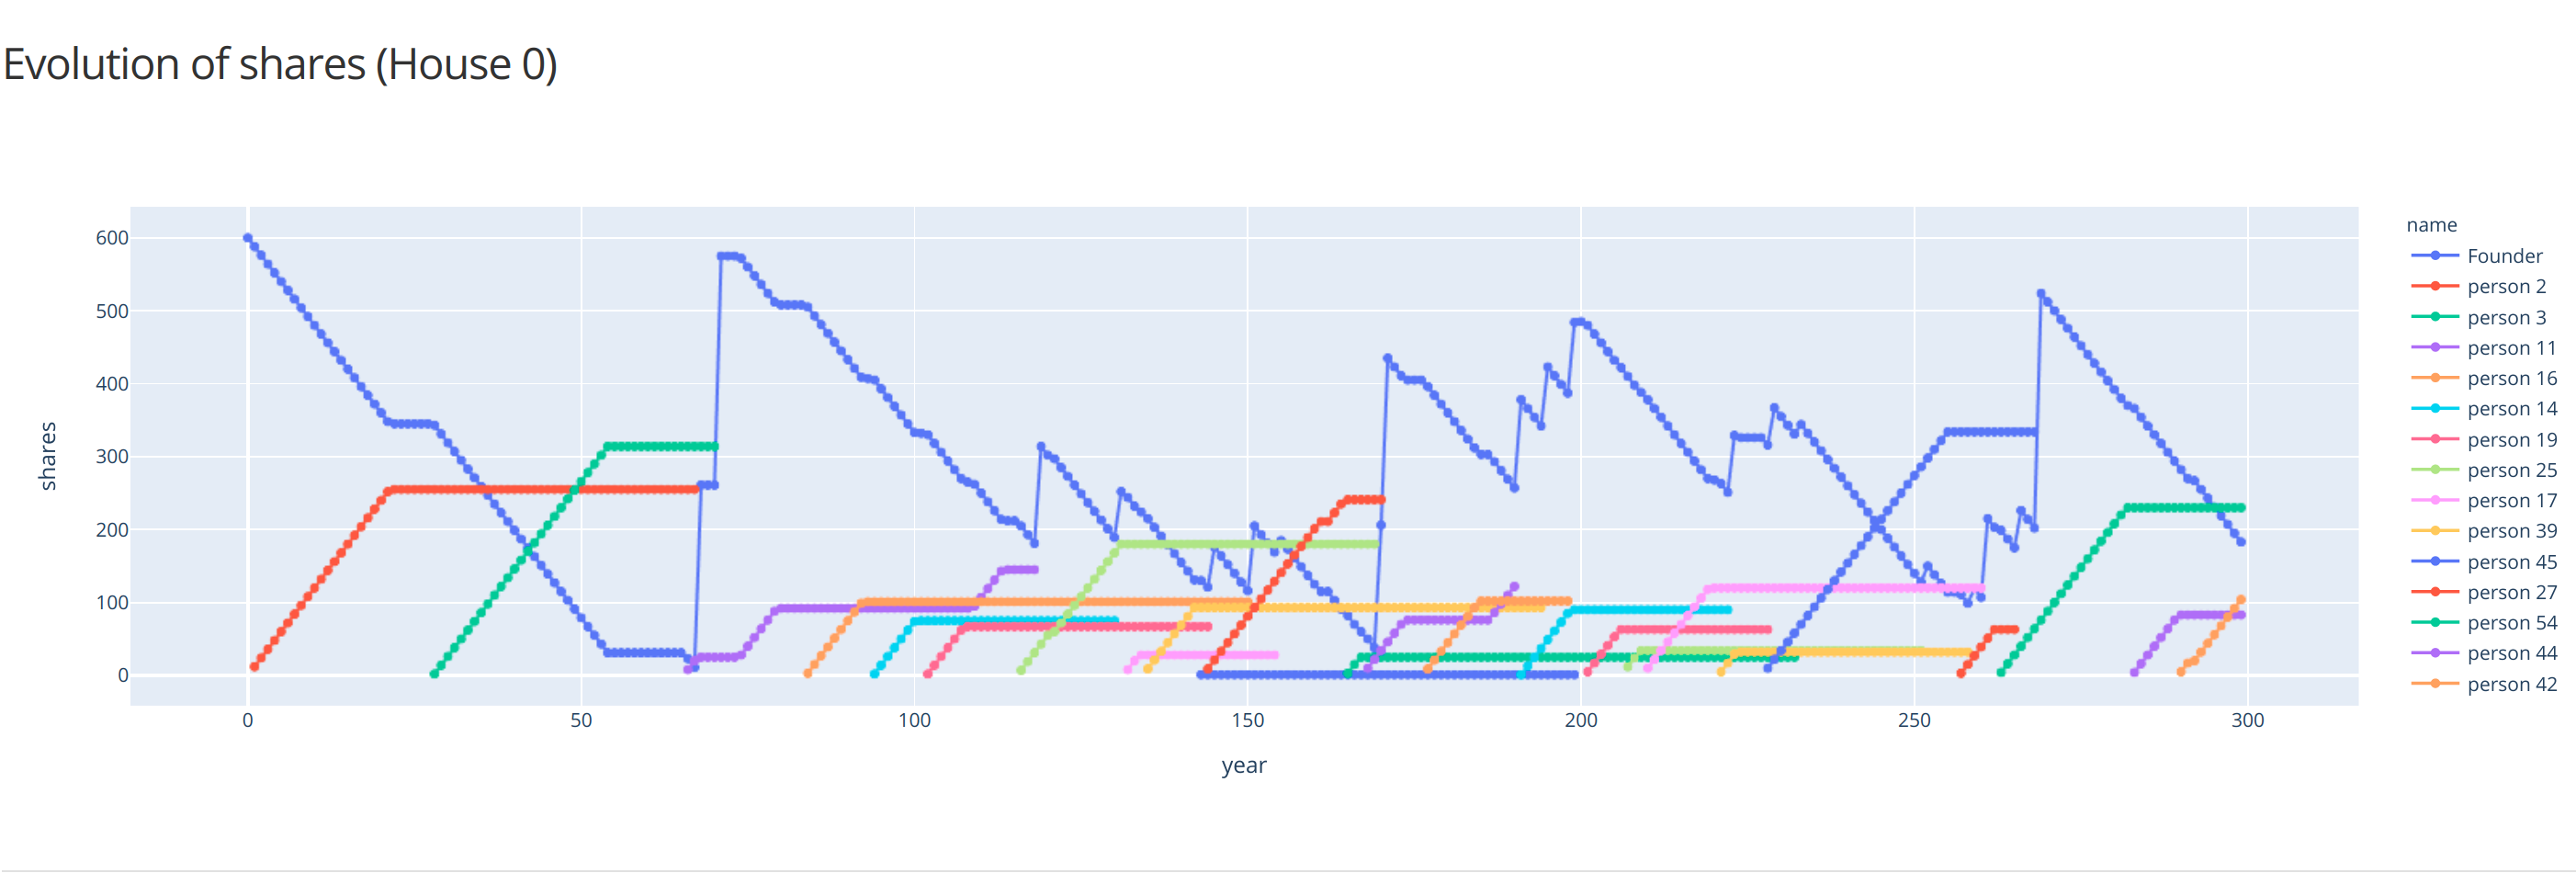 Evolution of shares (House 0)
name
600
Founder
person 2
500
person 3
person 11
400
person 16
person 14
shares
300
person 19
person 25
200
person 17
person 39
100
person 45
person 27
0
person 54
person 44
person 42
0 50 100 150 200 250 300
year